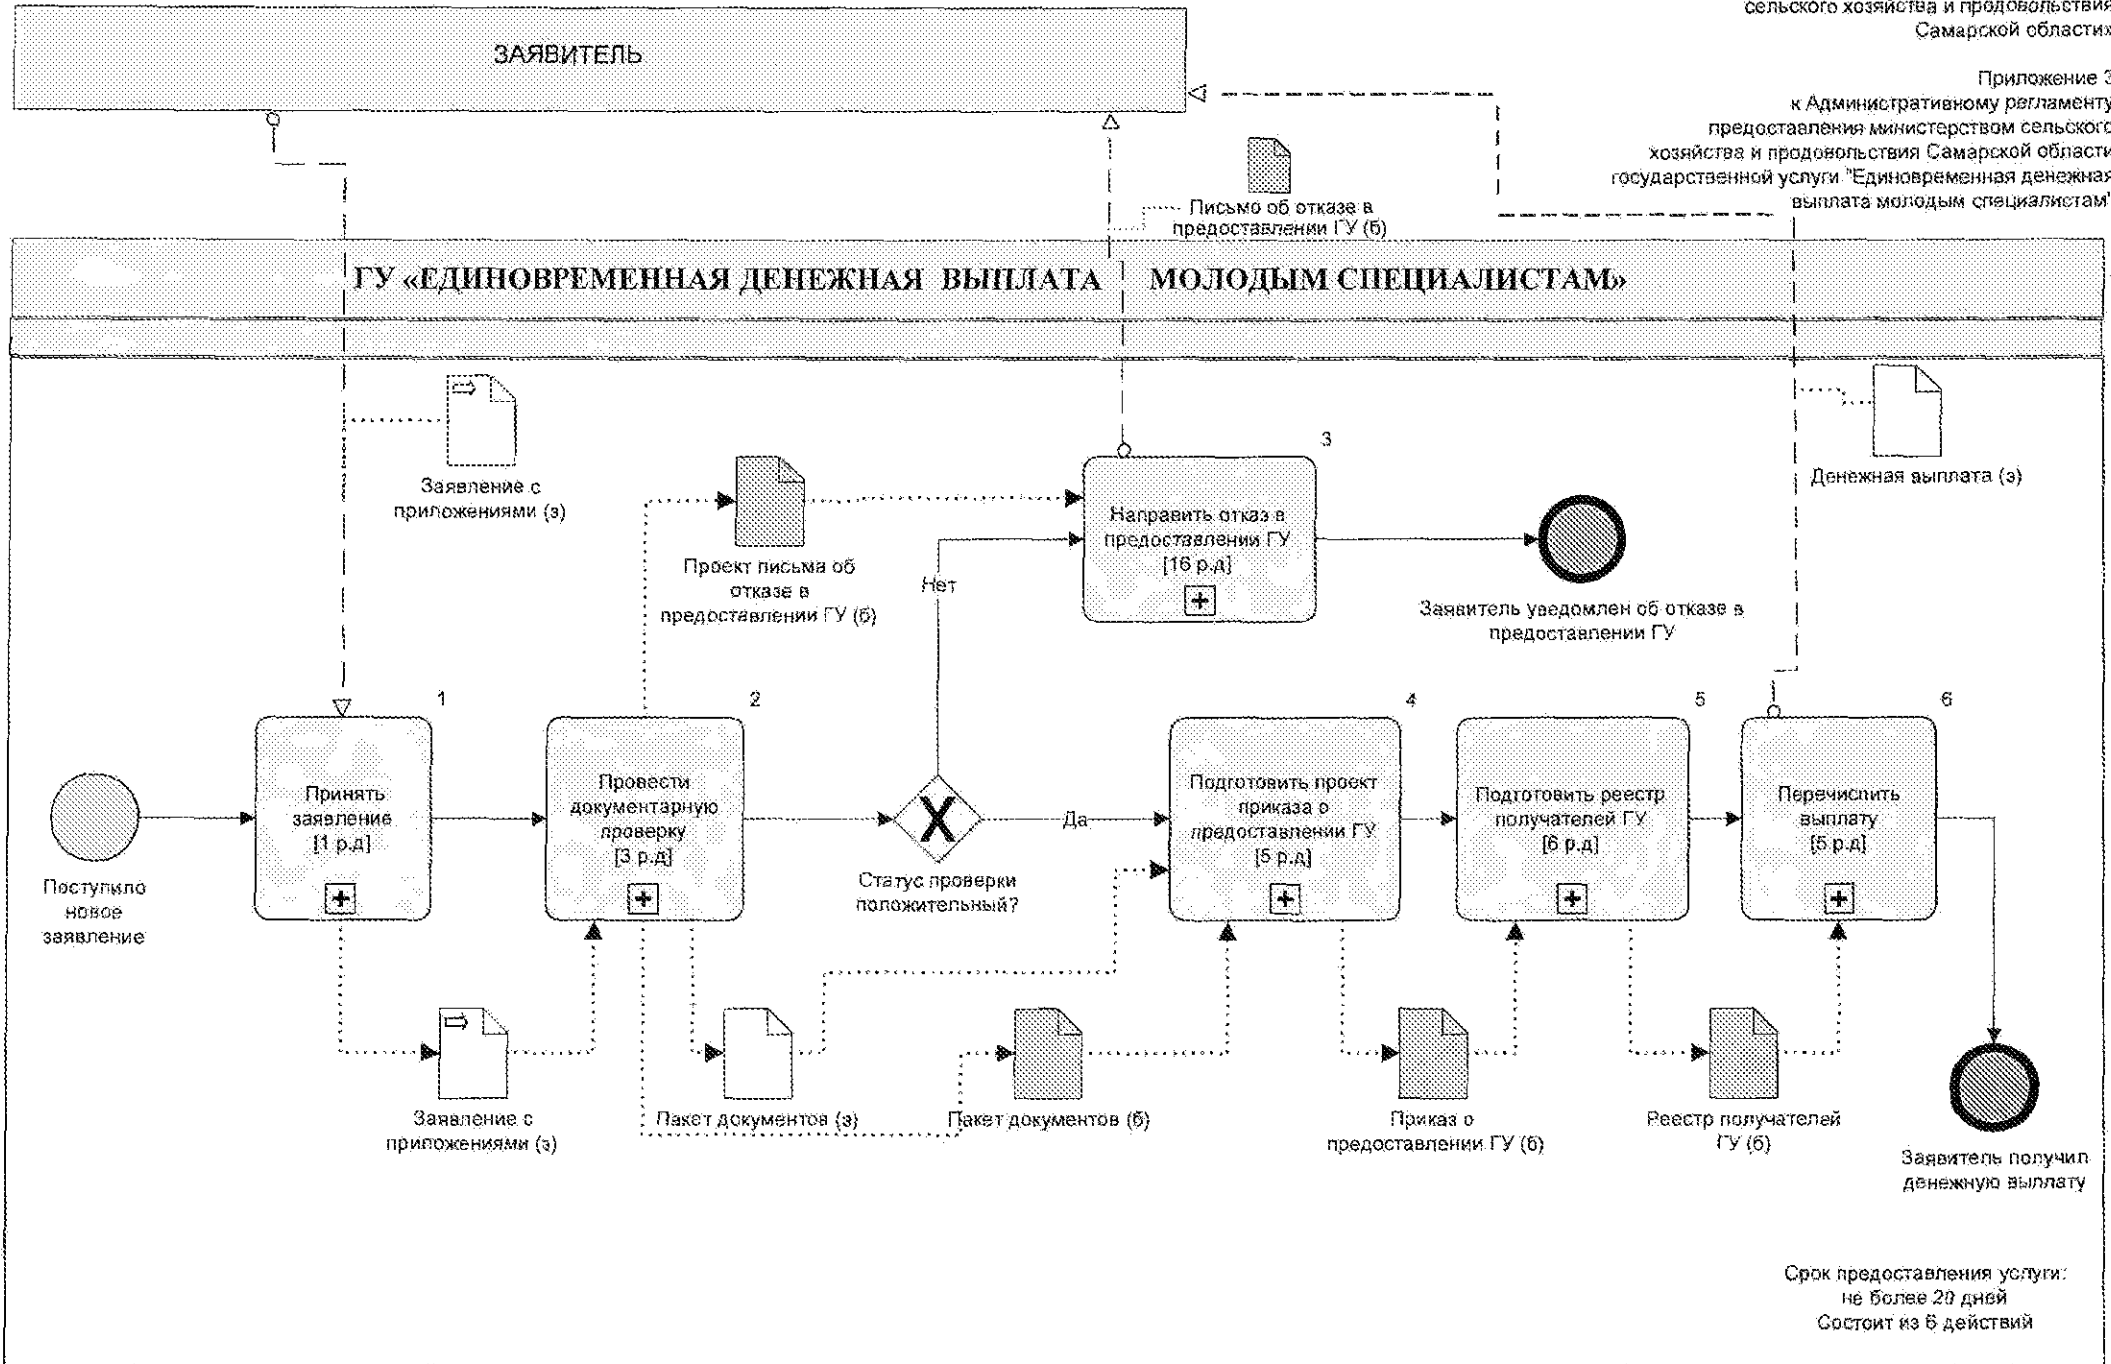 сельского хозяйства и продовольствия
Самарской области»
Приложение 3
к Административному регламенту
предоставления министерством сельского
хозяйства и продовольствия Самарской области
государственной услуги "Единовременная денежная
выплата молодым специалистам"
ЗАЯВИТЕЛЬ
Письмо об отказе в
предоставлении ГУ (б)
ГУ «ЕДИНОВРЕМЕННАЯ ДЕНЕЖНАЯ ВЫПЛАТА МОЛОДЫМ СПЕЦИАЛИСТАМ»
Заявление с
приложениями (э)
Проект письма об
отказе в
предоставлении ГУ (б)
Нет
3
Направить отказ в
предоставлении ГУ
[16 р.д]
Заявитель уведомлен об отказе в
предоставлении ГУ
Денежная выплата (э)
Поступило
новое
заявление
1
Принять
заявление
[1 р.д]
2
Провести
документарную
проверку
[3 р.д]
Статус проверки
положительный?
Да
4
Подготовить проект
приказа о
предоставлении ГУ
[5 р.д]
5
Подготовить реестр
получателей ГУ
[6 р.д]
6
Перечислить
выплату
[5 р.д]
Заявление с
приложениями (э)
Пакет документов (э)
Пакет документов (б)
Приказ о
предоставлении ГУ (б)
Реестр получателей
ГУ (б)
Заявитель получил
денежную выплату
Срок предоставления услуги:
не более 20 дней
Состоит из 6 действий